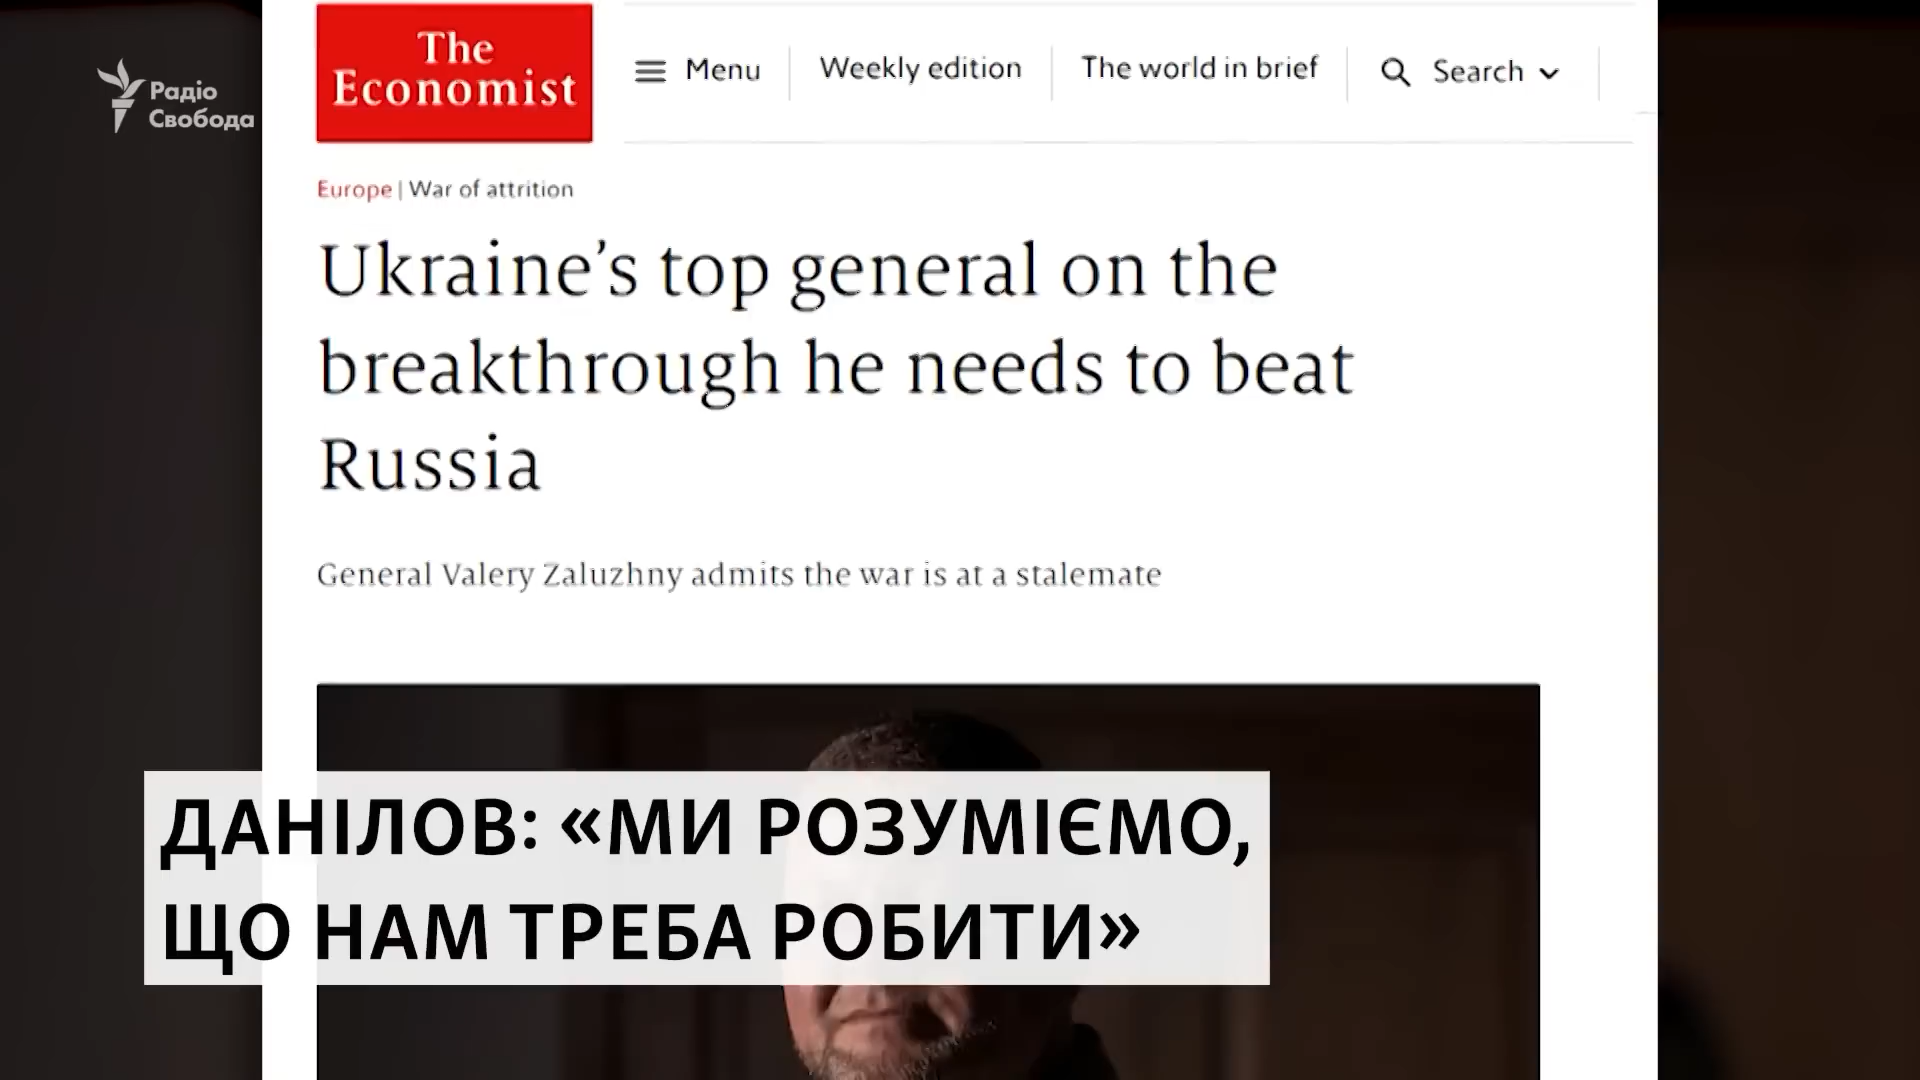 Радіо
Свобода
The
Economist
Menu
Weekly edition
The world in brief
Search
Europe | War of attrition
Ukraine’s top general on the
breakthrough he needs to beat
Russia
General Valery Zaluzhny admits the war is at a stalemate
ДАНІЛОВ: «МИ РОЗУМІЄМО,
ЩО НАМ ТРЕБА РОБИТИ»